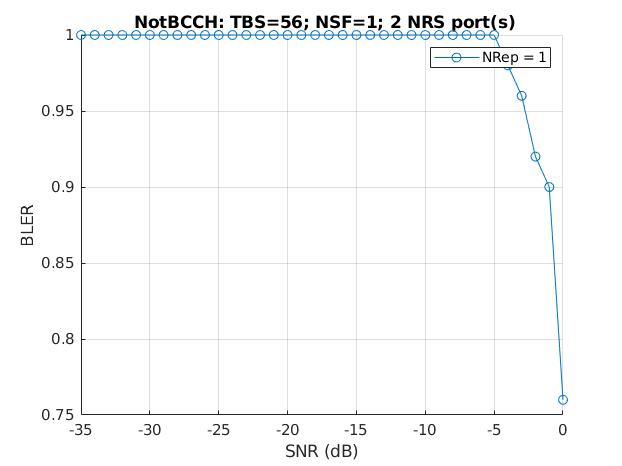 NotBCCH: TBS=56; NSF=1; 2 NRS port(s)
NRep = 1
1
0.95
0.9
0.85
0.8
0.75
BLER
-35 -30 -25 -20 -15 -10 -5 0
SNR (dB)